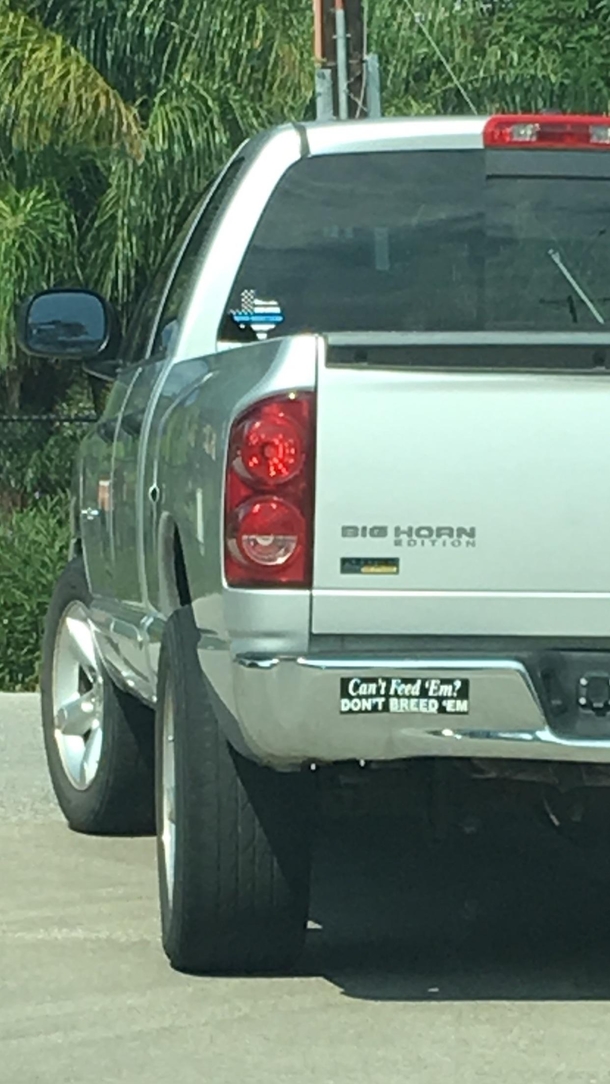 BIG HORN
EDITION
Can't Feed 'Em?
DON'T BREED 'EM